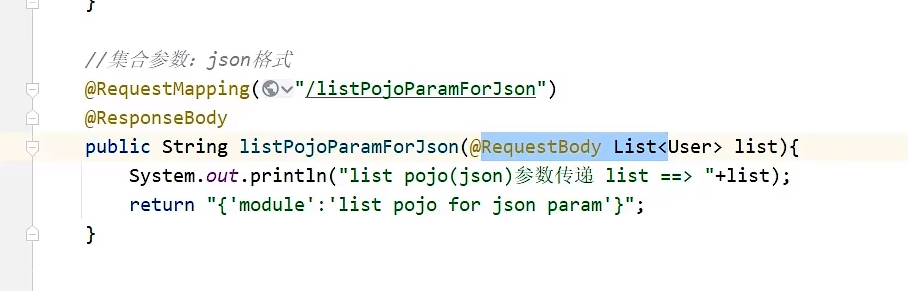 }
//集合参数：json格式
@RequestMapping("/listPojoParamForJson")
@ResponseBody
public String listPojoParamForJson(@RequestBody List<User> list){
System.out.println("list pojo(json)参数传递 list ==> "+list);
return "{'module':'list pojo for json param'}";
}